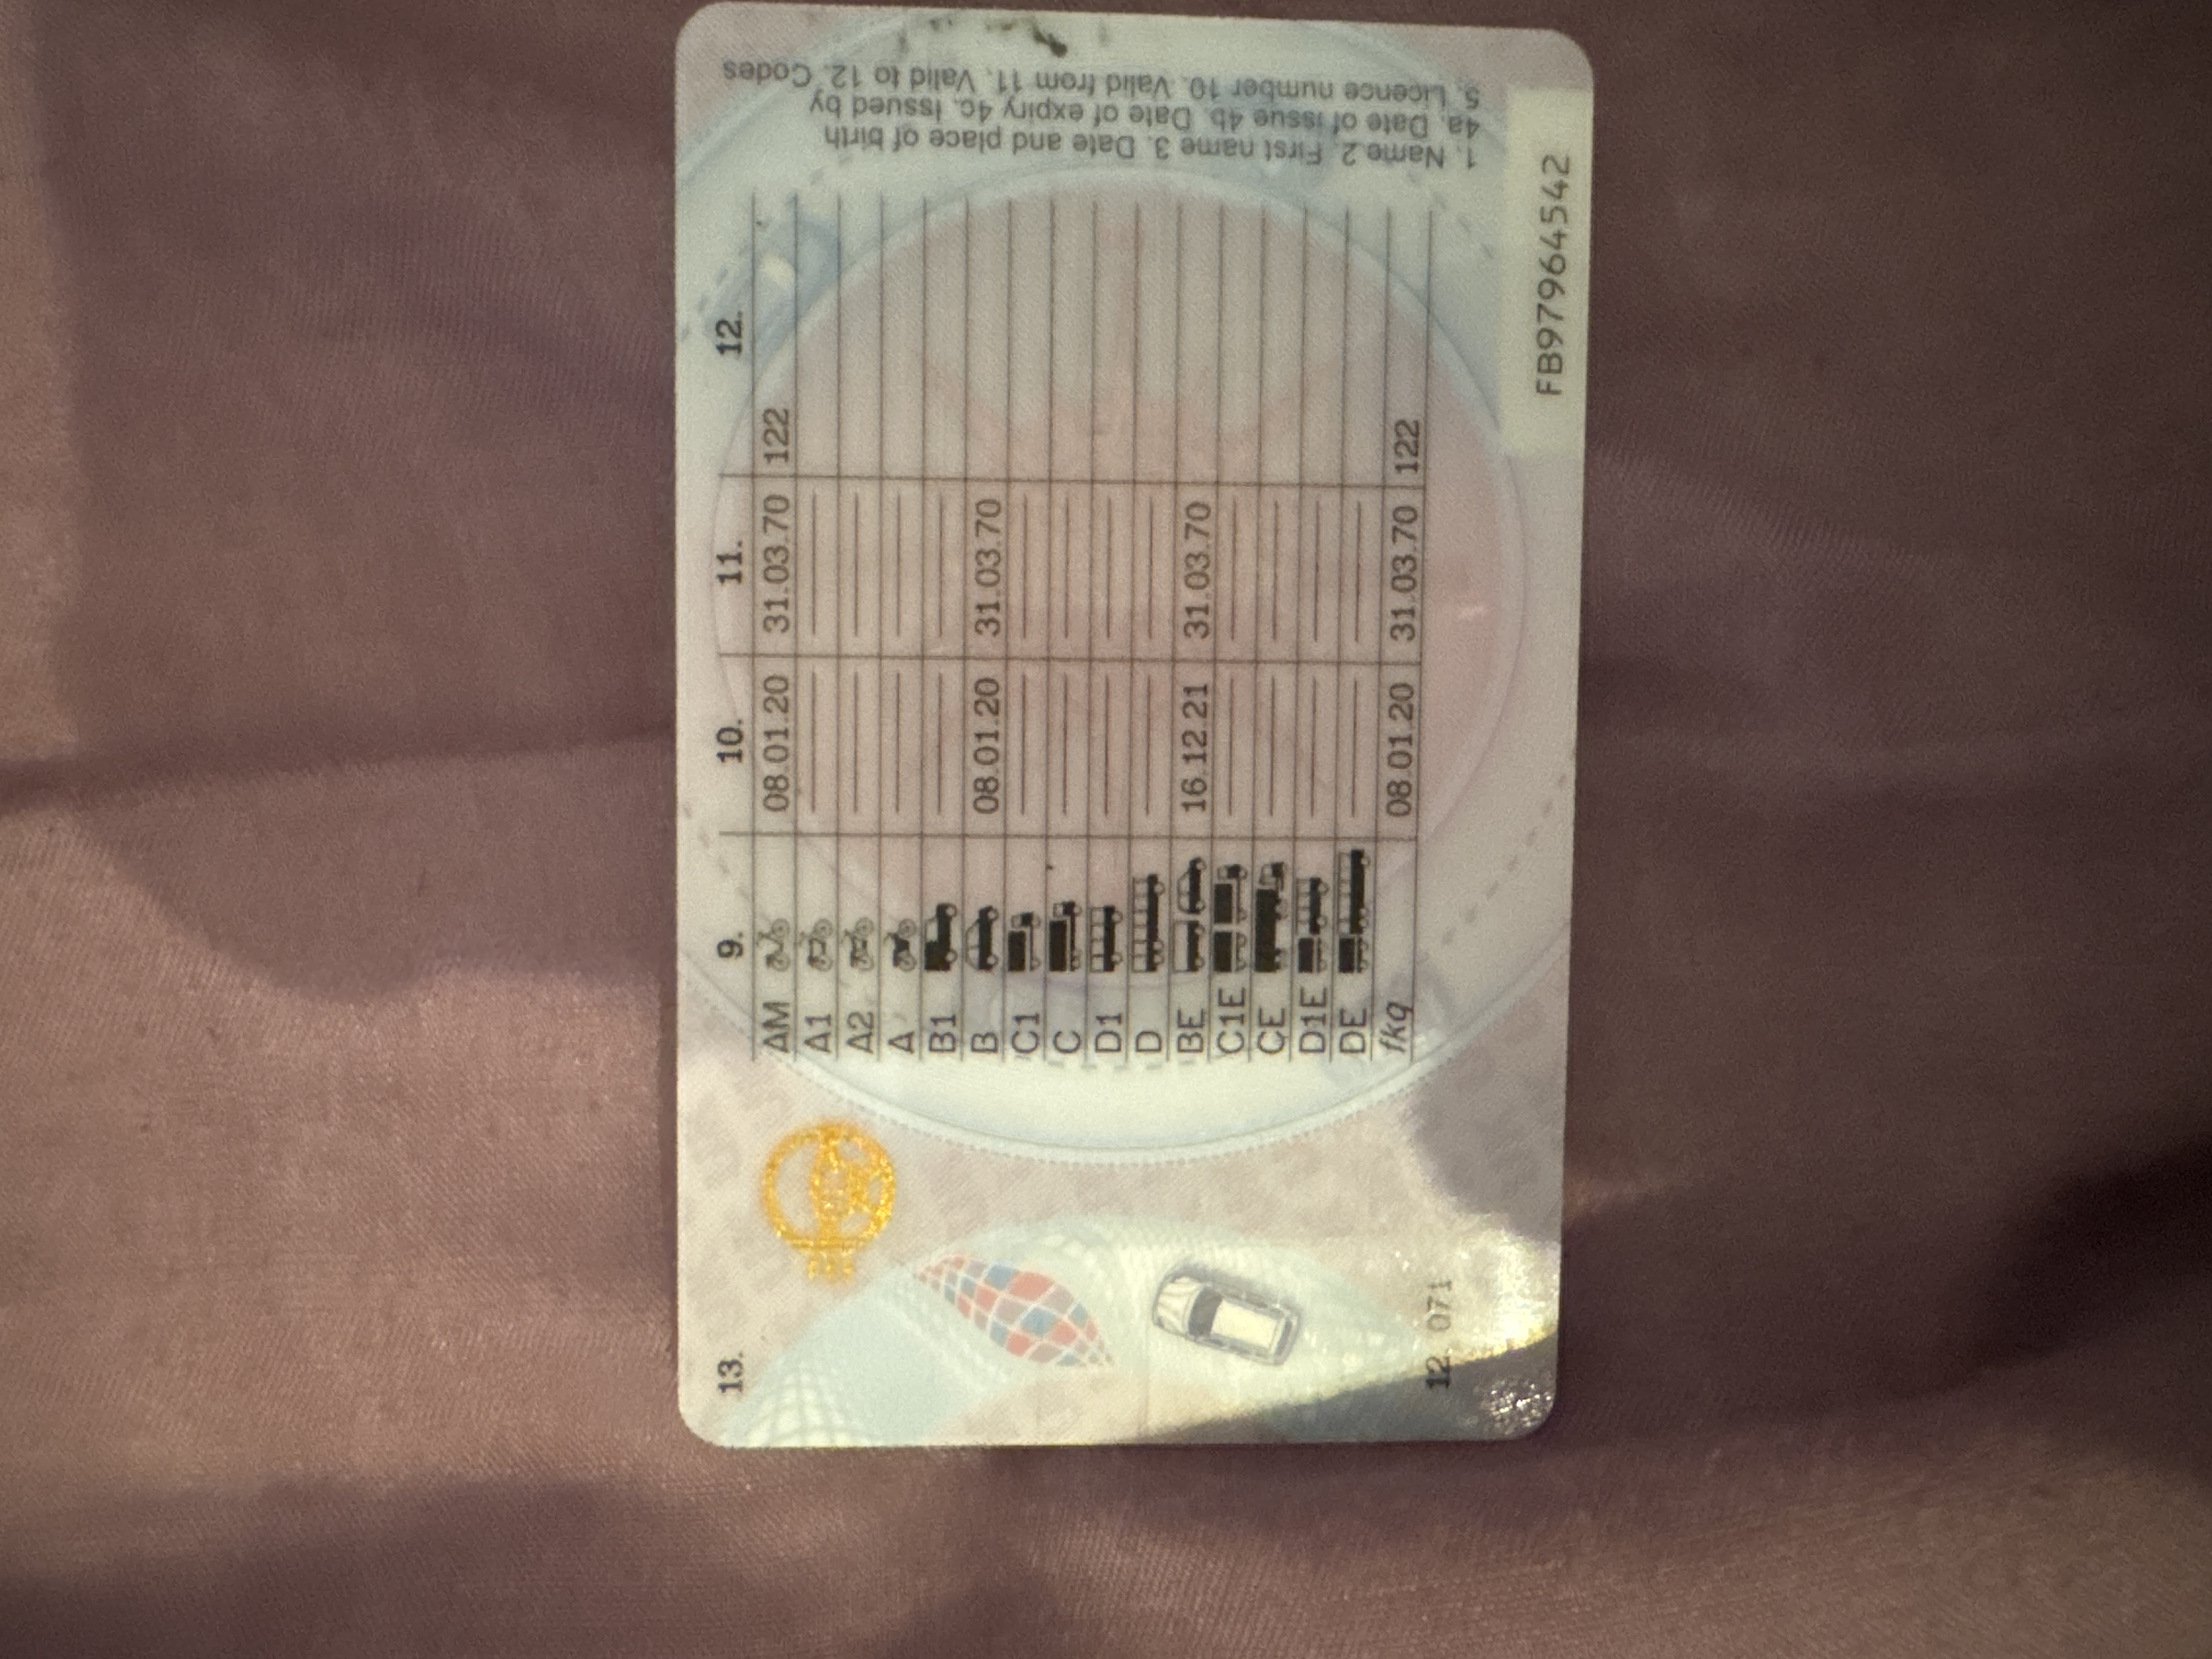 13.
9. 10. 11. 12.
AM 08.01.20 31.03.70 122
A1
A2
A
B1
B 08.01.20 31.03.70
C1
C
D1
D
BE 16.12.21 31.03.70
C1E
CE
D1E
DE
fkq 08.01.20 31.03.70 122
12. 071
1. Name 2. First name 3. Date and place of birth
4a. Date of issue 4b. Date of expiry 4c. Issued by
5. Licence number 10. Valid from 11. Valid to 12. Codes
FB97964542